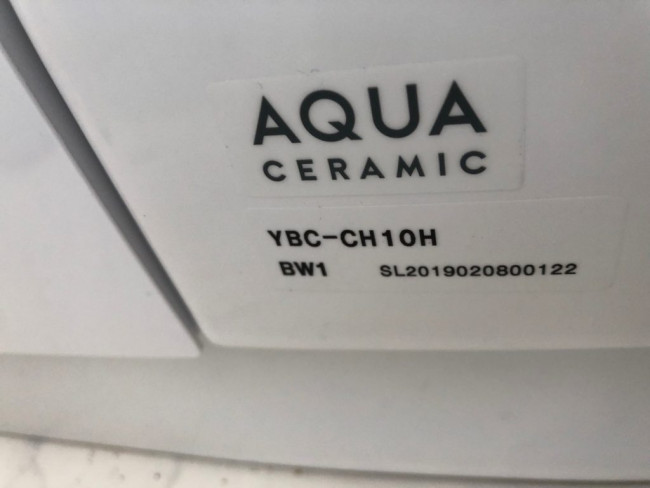 AQUA
CERAMIC
YBC-CH10H
BW1 SL2019020800122